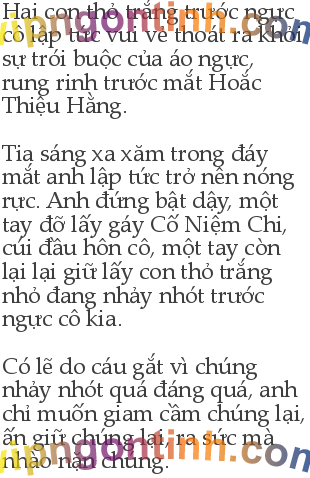 Hai con thỏ trắng trước ngực
cô lập tức vui vẻ thoát ra khỏi
sự trói buộc của áo ngực,
rung rinh trước mắt Hoắc
Thiệu Hằng.
Tia sáng xa xăm trong đáy
mắt anh lập tức trở nên nóng
rực. Anh đứng bật dậy, một
tay đỡ lấy gáy Cố Niệm Chi,
cúi đầu hôn cô, một tay còn
lại lại giữ lấy con thỏ trắng
nhỏ đang nhảy nhót trước
ngực cô kia.
Có lẽ do cáu gắt vì chúng
nhảy nhót quá đáng quá, anh
chỉ muốn giam cầm chúng lại,
ấn giữ chúng lại, ra sức mà
nhào nặn chúng.
vipngontinh.com
vipngontinh.com